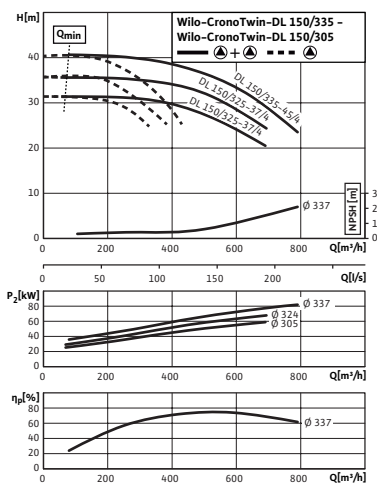 H[m]
Wilo–CronoTwin–DL 150/335 –
Wilo–CronoTwin–DL 150/305
+
Qmin
40
30
20
10
0
DL 150/335-45/4
DL 150/325-37/4
DL 150/325-37/4
Ø 337
NPSH [m]
3
2
1
0
0 200 400 600 800 Q[m³/h]
0 50 100 150 200 Q[l/s]
P2[kW]
80
60
40
20
0
Ø 337
Ø 324
Ø 305
0 200 400 600 800 Q[m³/h]
ηp[%]
80
60
40
20
0
Ø 337
0 200 400 600 800 Q[m³/h]